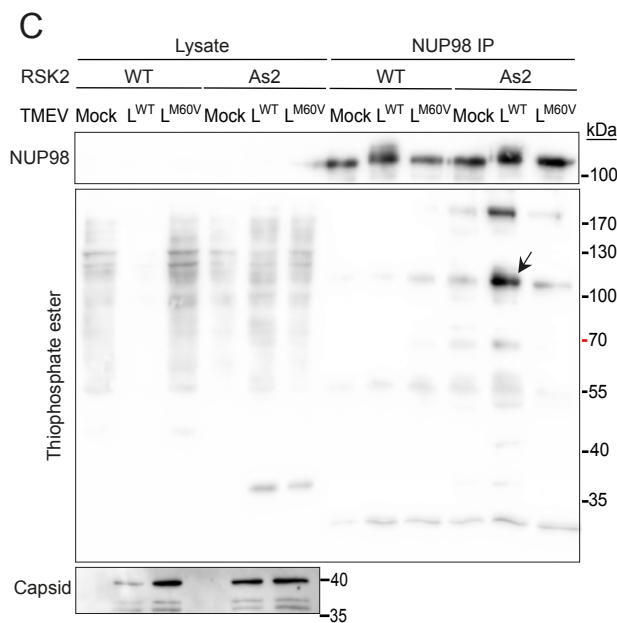 C
Lysate NUP98 IP
RSK2 WT As2 WT As2
TMEV Mock L^WT L^M60V Mock L^WT L^M60V Mock L^WT L^M60V Mock L^WT L^M60V
kDa
NUP98
-100
Thiophosphate ester
-170
-130
-100
-70
-55
-40
-35
Capsid
-40
-35